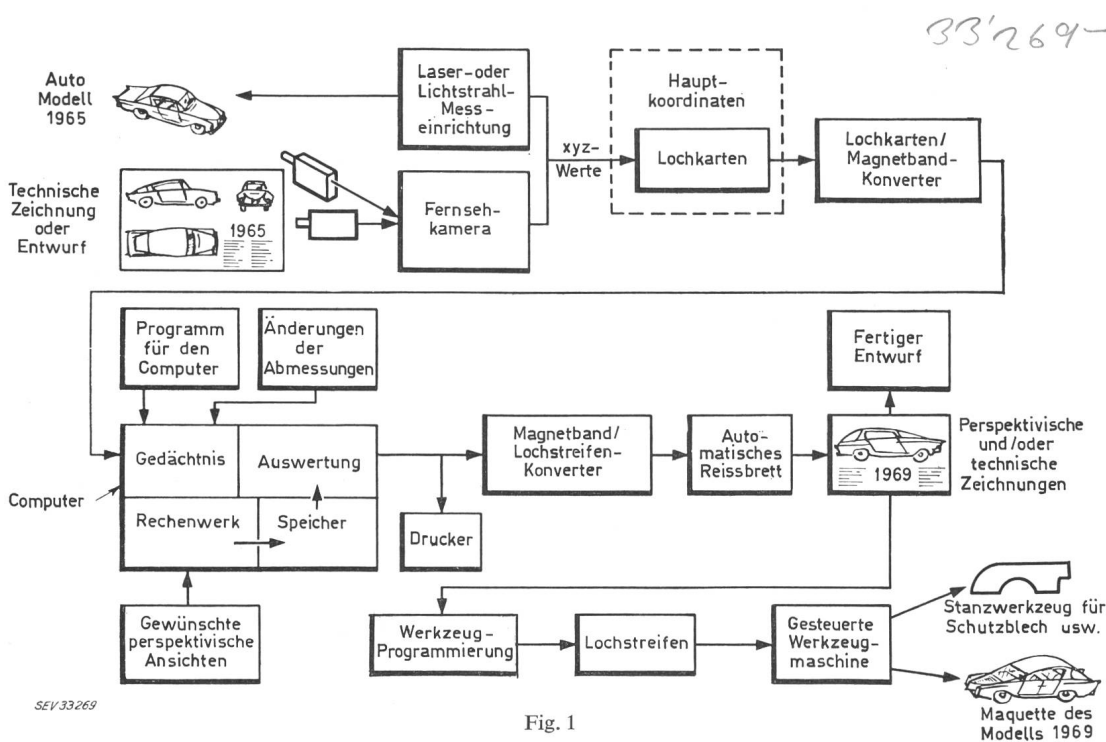 33'269-
Auto
Modell
1965
Laser-oder
Lichtstrahl-
Mess-
einrichtung
Haupt-
koordinaten
Lochkarten
xyz-
Werte
Lochkarten/
Magnetband-
Konverter
Technische
Zeichnung
oder
Entwurf
1965
Fernseh-
kamera
Programm
für den
Computer
Änderungen
der
Abmessungen
Fertiger
Entwurf
Gedächtnis
Auswertung
Computer
Rechenwerk
Speicher
Drucker
Magnetband/
Lochstreifen-
Konverter
Auto-
matisches
Reissbrett
1969
Perspektivische
und/oder
technische
Zeichnungen
Gewünschte
perspektivische
Ansichten
Werkzeug-
Programmierung
Lochstreifen
Gesteuerte
Werkzeug-
maschine
Stanzwerkzeug für
Schutzblech usw.
Maquette des
Modells 1969
SEV33269
Fig. 1